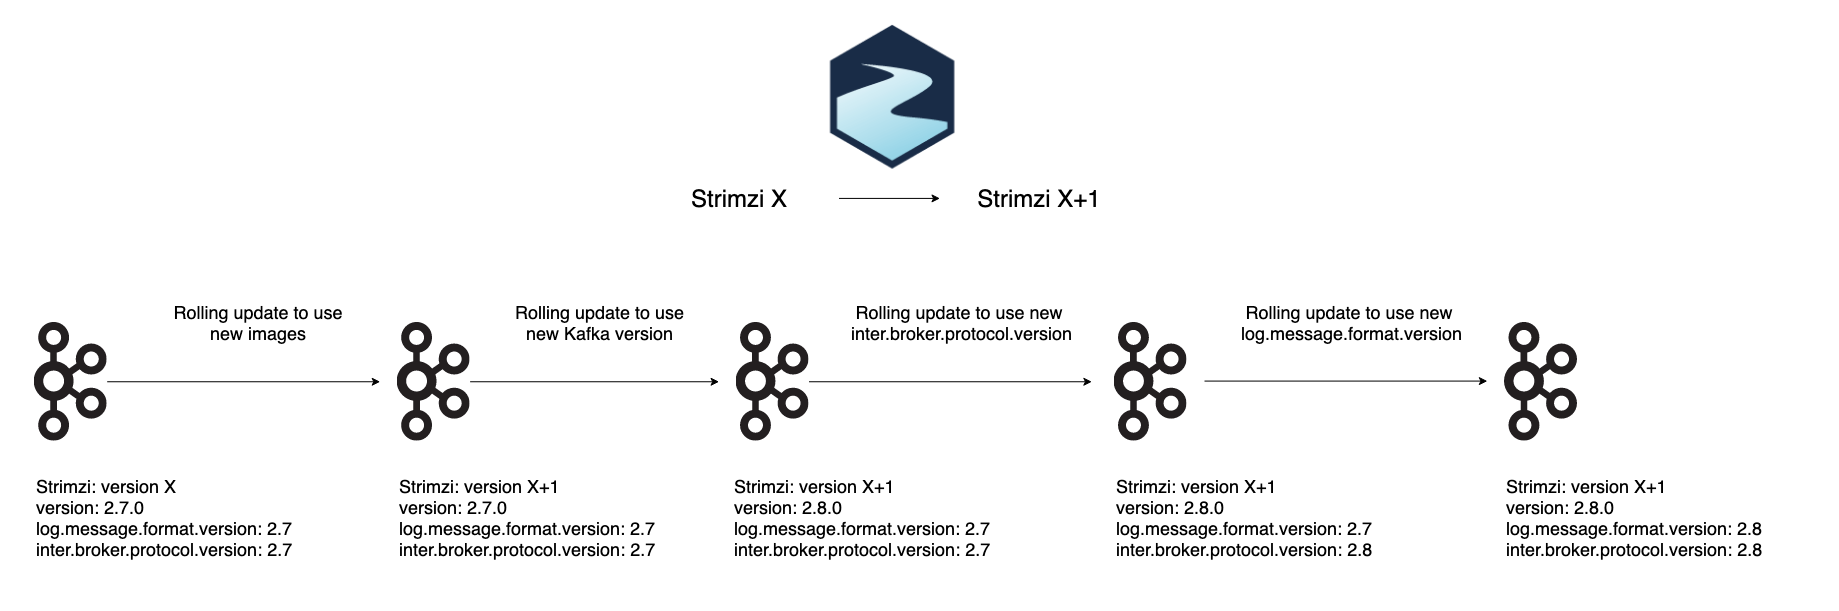 Strimzi X
Strimzi X+1
Rolling update to use
new images
Rolling update to use
new Kafka version
Rolling update to use new
inter.broker.protocol.version
Rolling update to use new
log.message.format.version
Strimzi: version X
version: 2.7.0
log.message.format.version: 2.7
inter.broker.protocol.version: 2.7
Strimzi: version X+1
version: 2.7.0
log.message.format.version: 2.7
inter.broker.protocol.version: 2.7
Strimzi: version X+1
version: 2.8.0
log.message.format.version: 2.7
inter.broker.protocol.version: 2.7
Strimzi: version X+1
version: 2.8.0
log.message.format.version: 2.7
inter.broker.protocol.version: 2.8
Strimzi: version X+1
version: 2.8.0
log.message.format.version: 2.8
inter.broker.protocol.version: 2.8